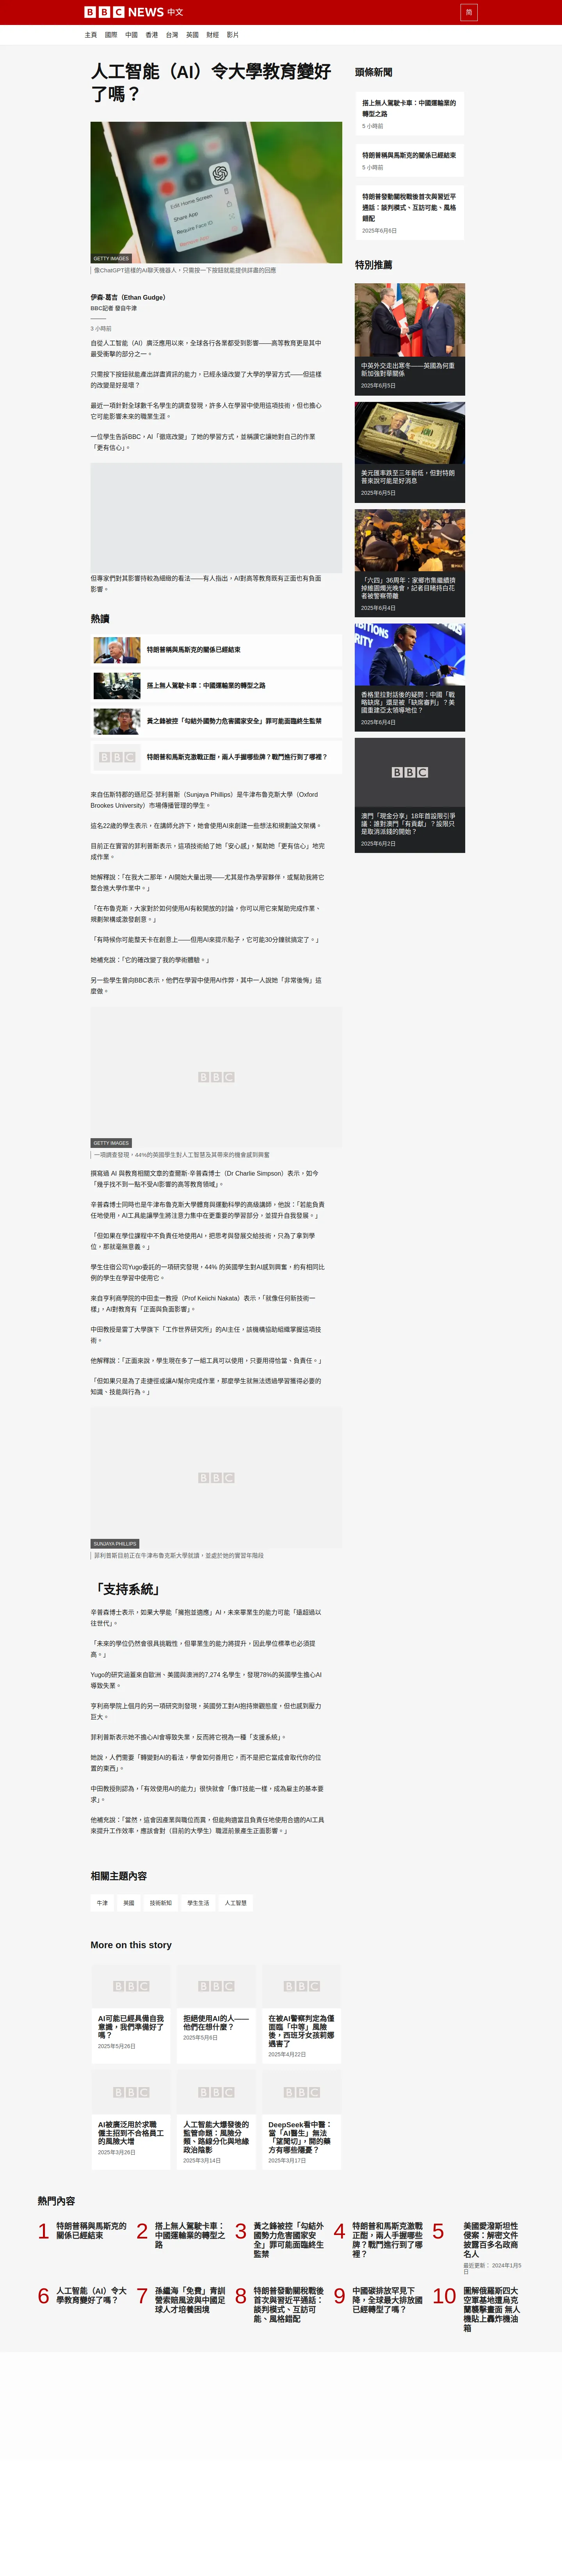 BBC NEWS 中文
简
主頁 國際 中國 香港 台灣 英國 財經 影片
人工智能（AI）令大學教育變好
了嗎？
Edit Home Screen
Share App
Require Face ID
Remove App
GETTY IMAGES
像ChatGPT這樣的AI聊天機器人，只需按一下按鈕就能提供詳盡的回應
伊森·葛吉（Ethan Gudge）
BBC記者 發自牛津
3 小時前
自從人工智能（AI）廣泛應用以來，全球各行各業都受到影響——高等教育更是其中
最受衝擊的部分之一。
只需按下按鈕就能產出詳盡資訊的能力，已經永遠改變了大學的學習方式——但這樣
的改變是好是壞？
最近一項針對全球數千名學生的調查發現，許多人在學習中使用這項技術，但也擔心
它可能影響未來的職業生涯。
一位學生告訴BBC，AI「徹底改變」了她的學習方式，並稱讚它讓她對自己的作業
「更有信心」。
但專家們對其影響持較為細緻的看法——有人指出，AI對高等教育既有正面也有負面
影響。
熱讀
特朗普稱與馬斯克的關係已經結束
搭上無人駕駛卡車：中國運輸業的轉型之路
黃之鋒被控「勾結外國勢力危害國家安全」罪可能面臨終生監禁
BBC
特朗普和馬斯克激戰正酣，兩人手握哪些牌？戰鬥進行到了哪裡？
來自伍斯特郡的遜尼亞·菲利普斯（Sunjaya Phillips）是牛津布魯克斯大學（Oxford
Brookes University）市場傳播管理的學生。
這名22歲的學生表示，在講師允許下，她會使用AI來創建一些想法和規劃論文架構。
目前正在實習的菲利普斯表示，這項技術給了她「安心感」，幫助她「更有信心」地完
成作業。
她解釋說：「在我大二那年，AI開始大量出現——尤其是作為學習夥伴，或幫助我將它
整合進大學作業中。」
「在布魯克斯，大家對於如何使用AI有較開放的討論，你可以用它來幫助完成作業、
規劃架構或激發創意。」
「有時候你可能整天卡在創意上——但用AI來提示點子，它可能30分鐘就搞定了。」
她補充說：「它的確改變了我的學術體驗。」
另一些學生曾向BBC表示，他們在學習中使用AI作弊，其中一人說她「非常後悔」這
麼做。
BBC
GETTY IMAGES
一項調查發現，44%的英國學生對人工智慧及其帶來的機會感到興奮
撰寫過 AI 與教育相關文章的查爾斯·辛普森博士（Dr Charlie Simpson）表示，如今
「幾乎找不到一點不受AI影響的高等教育領域」。
辛普森博士同時也是牛津布魯克斯大學體育與運動科學的高級講師，他說：「若能負責
任地使用，AI工具能讓學生將注意力集中在更重要的學習部分，並提升自我發展。」
「但如果在學位課程中不負責任地使用AI，把思考與發展交給技術，只為了拿到學
位，那就毫無意義。」
學生住宿公司Yugo委託的一項研究發現，44% 的英國學生對AI感到興奮，約有相同比
例的學生在學習中使用它。
來自亨利商學院的中田圭一教授（Prof Keiichi Nakata）表示，「就像任何新技術一
樣」，AI對教育有「正面與負面影響」。
中田教授是雷丁大學旗下「工作世界研究所」的AI主任，該機構協助組織掌握這項技
術。
他解釋說：「正面來說，學生現在多了一組工具可以使用，只要用得恰當、負責任。」
「但如果只是為了走捷徑或讓AI幫你完成作業，那麼學生就無法透過學習獲得必要的
知識、技能與行為。」
BBC
SUNJAYA PHILLIPS
菲利普斯目前正在牛津布魯克斯大學就讀，並處於她的實習年階段
「支持系統」
辛普森博士表示，如果大學能「擁抱並適應」AI，未來畢業生的能力可能「遠超過以
往世代」。
「未來的學位仍然會很具挑戰性，但畢業生的能力將提升，因此學位標準也必須提
高。」
Yugo的研究涵蓋來自歐洲、美國與澳洲的7,274 名學生，發現78%的英國學生擔心AI
導致失業。
亨利商學院上個月的另一項研究則發現，英國勞工對AI抱持樂觀態度，但也感到壓力
巨大。
菲利普斯表示她不擔心AI會導致失業，反而將它視為一種「支援系統」。
她說，人們需要「轉變對AI的看法，學會如何善用它，而不是把它當成會取代你的位
置的東西」。
中田教授則認為，「有效使用AI的能力」很快就會「像IT技能一樣，成為雇主的基本要
求」。
他補充說：「當然，這會因產業與職位而異，但能夠適當且負責任地使用合適的AI工具
來提升工作效率，應該會對（目前的大學生）職涯前景產生正面影響。」
相關主題內容
牛津 英國 技術新知 學生生活 人工智慧
More on this story
BBC BBC BBC
AI可能已經具備自我
意識，我們準備好了
嗎？
2025年5月26日
拒絕使用AI的人——
他們在想什麼？
2025年5月6日
在被AI警察判定為僅
面臨「中等」風險
後，西班牙女孩莉娜
遇害了
2025年4月22日
BBC BBC BBC
AI被廣泛用於求職
僱主招到不合格員工
的風險大增
2025年3月26日
人工智能大爆發後的
監管命題：風險分
類、路線分化與地緣
政治陰影
2025年3月14日
DeepSeek看中醫：
當「AI醫生」無法
「望聞切」，開的藥
方有哪些隱憂？
2025年3月17日
頭條新聞
搭上無人駕駛卡車：中國運輸業的
轉型之路
5 小時前
特朗普稱與馬斯克的關係已經結束
5 小時前
特朗普發動關稅戰後首次與習近平
通話：談判模式、互訪可能、風格
錯配
2025年6月6日
特別推薦
中英外交走出寒冬——英國為何重
新加強對華關係
2025年6月5日
美元匯率跌至三年新低，但對特朗
普來說可能是好消息
2025年6月5日
「六四」36周年：家鄉市集繼續擠
掉維園燭光晚會，記者目睹持白花
者被警察帶離
2025年6月4日
香格里拉對話後的疑問：中國「戰
略缺席」還是被「缺席審判」？美
國重建亞太領導地位？
2025年6月4日
BBC
澳門「現金分享」18年首設限引爭
議：誰對澳門「有貢獻」？設限只
是取消派錢的開始？
2025年6月2日
熱門內容
1 特朗普稱與馬斯克的
關係已經結束
2 搭上無人駕駛卡車：
中國運輸業的轉型之
路
3 黃之鋒被控「勾結外
國勢力危害國家安
全」罪可能面臨終生
監禁
4 特朗普和馬斯克激戰
正酣，兩人手握哪些
牌？戰鬥進行到了哪
裡？
5 美國愛潑斯坦性
侵案：解密文件
披露百多名政商
名人
最近更新： 2024年1月5
日
6 人工智能（AI）令大
學教育變好了嗎？
7 孫繼海「免費」青訓
營索賠風波與中國足
球人才培養困境
8 特朗普發動關稅戰後
首次與習近平通話：
談判模式、互訪可
能、風格錯配
9 中國碳排放罕見下
降，全球最大排放國
已經轉型了嗎？
10 圖解俄羅斯四大
空軍基地遭烏克
蘭襲擊畫面 無人
機貼上轟炸機油
箱